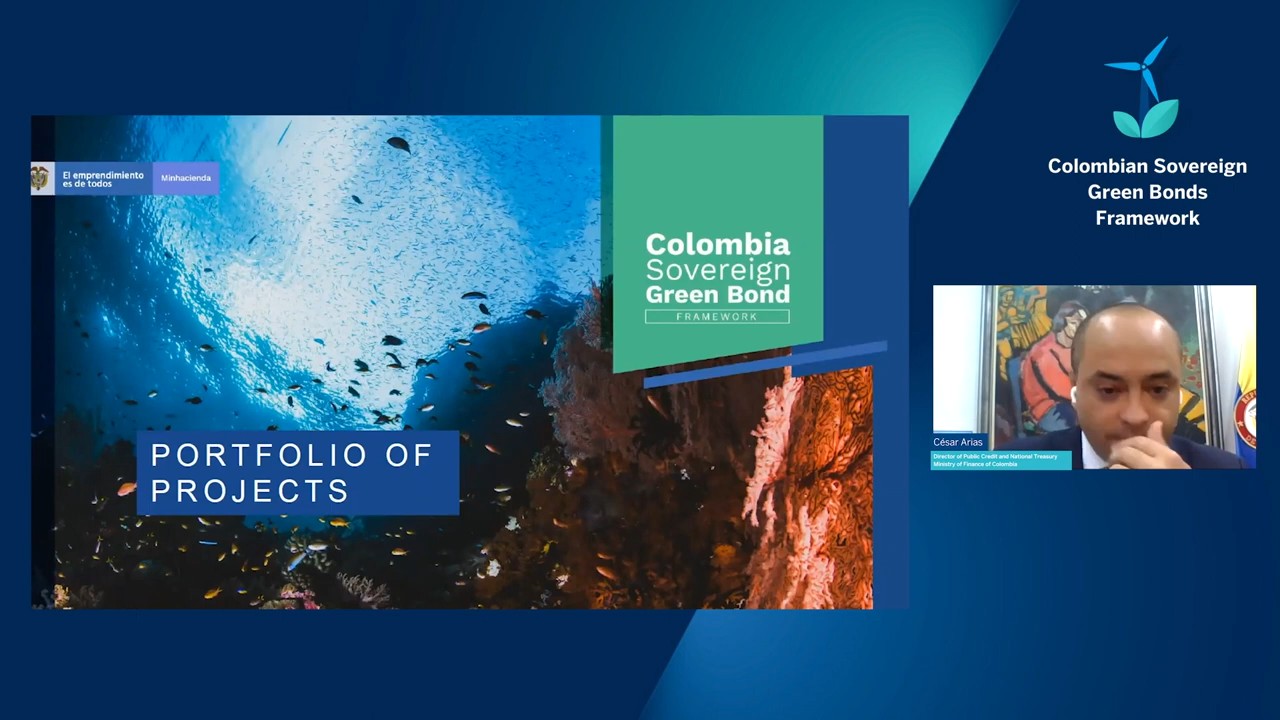 El emprendimiento
es de todos
Minhacienda
Colombia
Sovereign
Green Bond
FRAMEWORK
PORTFOLIO OF
PROJECTS
Colombian Sovereign
Green Bonds
Framework
César Arias
Director of Public Credit and National Treasury
Ministry of Finance of Colombia